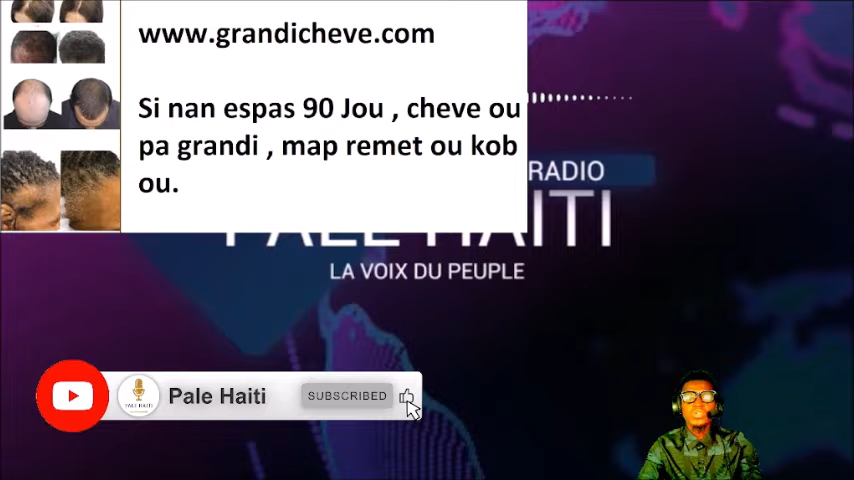 www.grandicheve.com
Si nan espas 90 Jou , cheve ou
pa grandi , map remet ou kob
ou.
RADIO
PALE HAITI
LA VOIX DU PEUPLE
Pale Haiti
SUBSCRIBED
PALE HAITI